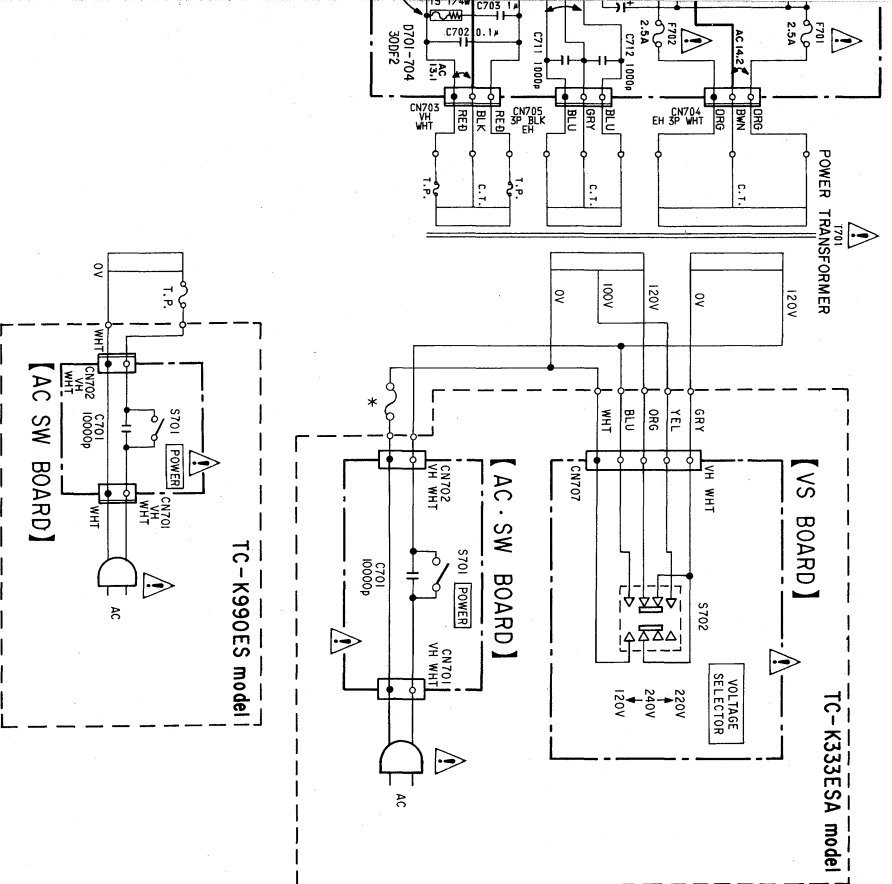 15 1/4W
C703 1μ
C702 0.1μ
D701-704
30DF2
AC
13.1
C711 1000p
C712 1000p
F702
2.5A
AC14.2
F701
2.5A
CN703
VH
WHT
RED
BLK
RED
CN705
3P BLK
EH
BLU
GRY
BLU
CN704
EH 3P WHT
ORG
BWN
ORG
T.P.
C.T.
T.P.
C.T.
C.T.
T701
POWER TRANSFORMER
0V
T.P.
0V
100V
120V
0V
120V
WHT
CN702
VH
WHT
C701
10000p
S701
POWER
CN701
VH
WHT
WHT
【AC SW BOARD】
AC
TC-K990ES model
*
WHT
BLU
ORG
YEL
GRY
CN702
VH WHT
【AC·SW BOARD】
C701
10000p
S701
POWER
CN701
VH WHT
AC
CN707
VH WHT
【VS BOARD】
S702
VOLTAGE
SELECTOR
220V
240V
120V
TC-K333ESA model